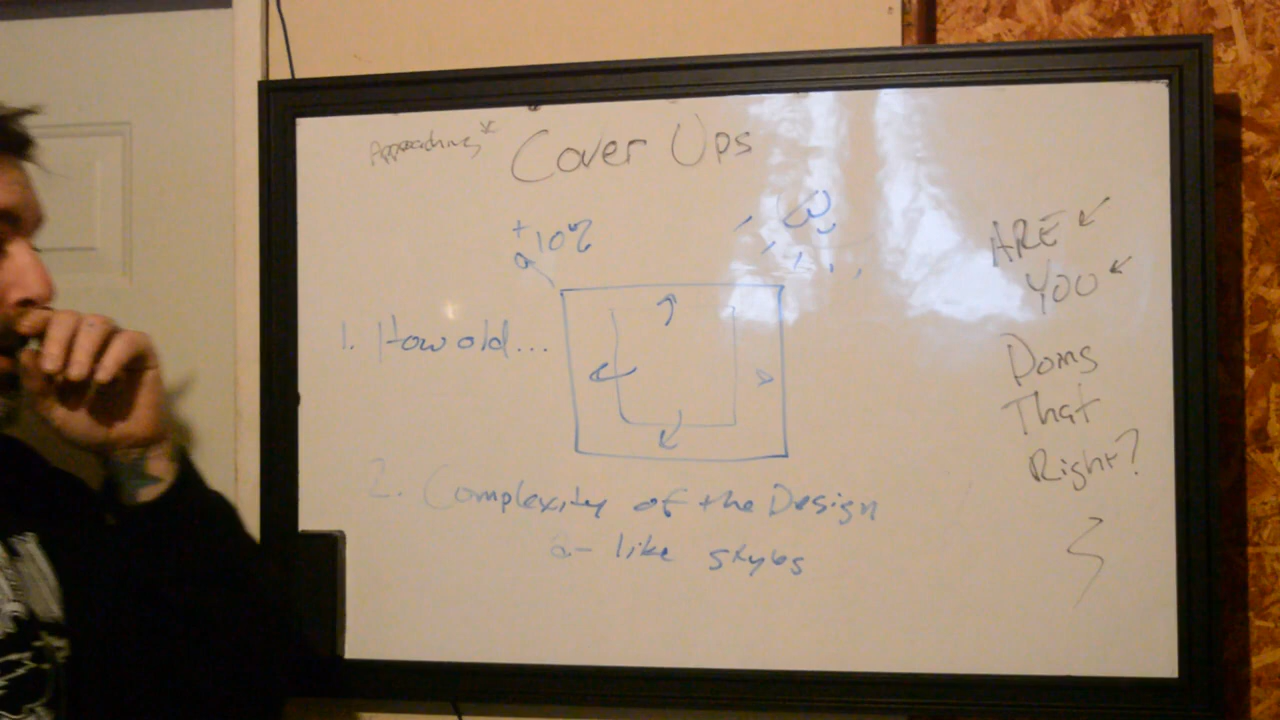 Approaching*
Cover Ups
+10%
a
1. How old...
2. Complexity of the Design
a- like styles
ARE
YOU
Doing
That
Right?